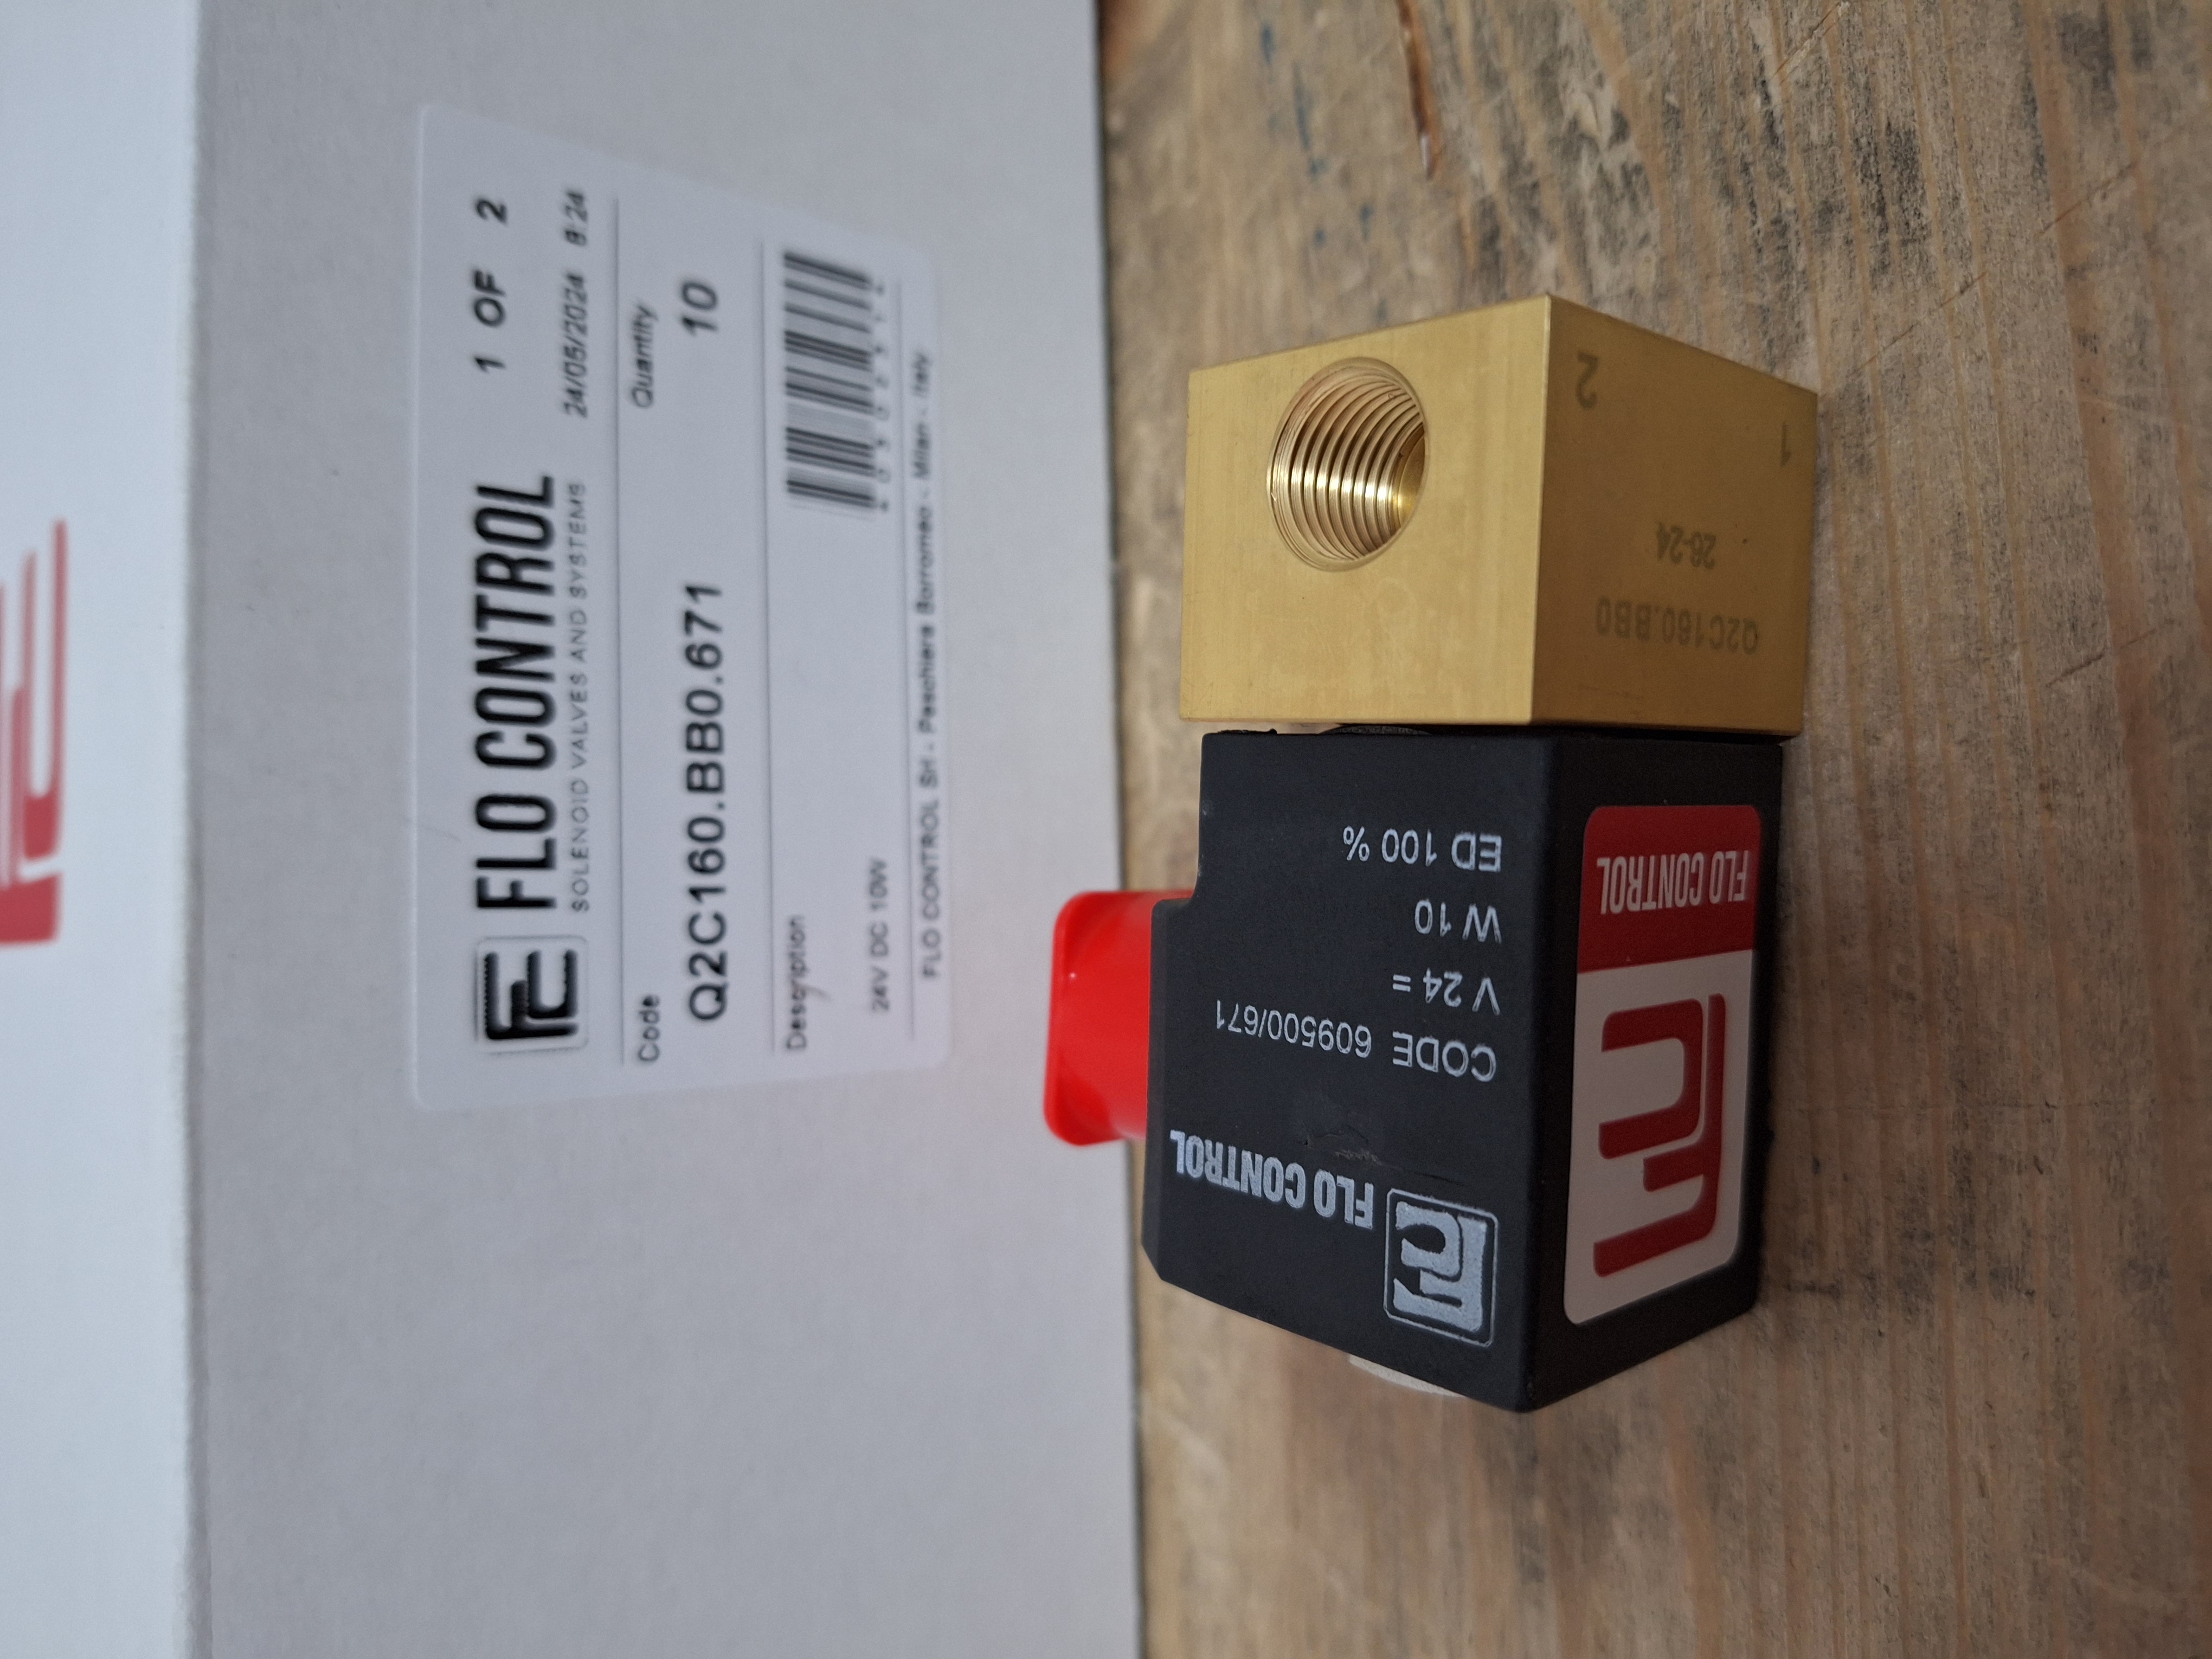 FLO CONTROL
SOLENOID VALVES AND SYSTEMS
1 OF 2
24/05/2024 8:24
Code
Quantity
Q2C160.BB0.671
10
Description
24V DC 10W
FLO CONTROL Srl - Peschiera Borromeo - Milan - Italy
FLO CONTROL
CODE 609500/671
V 24 =
W 10
ED 100 %
FLO CONTROL
Q2C160.BB0
26-24
2
1